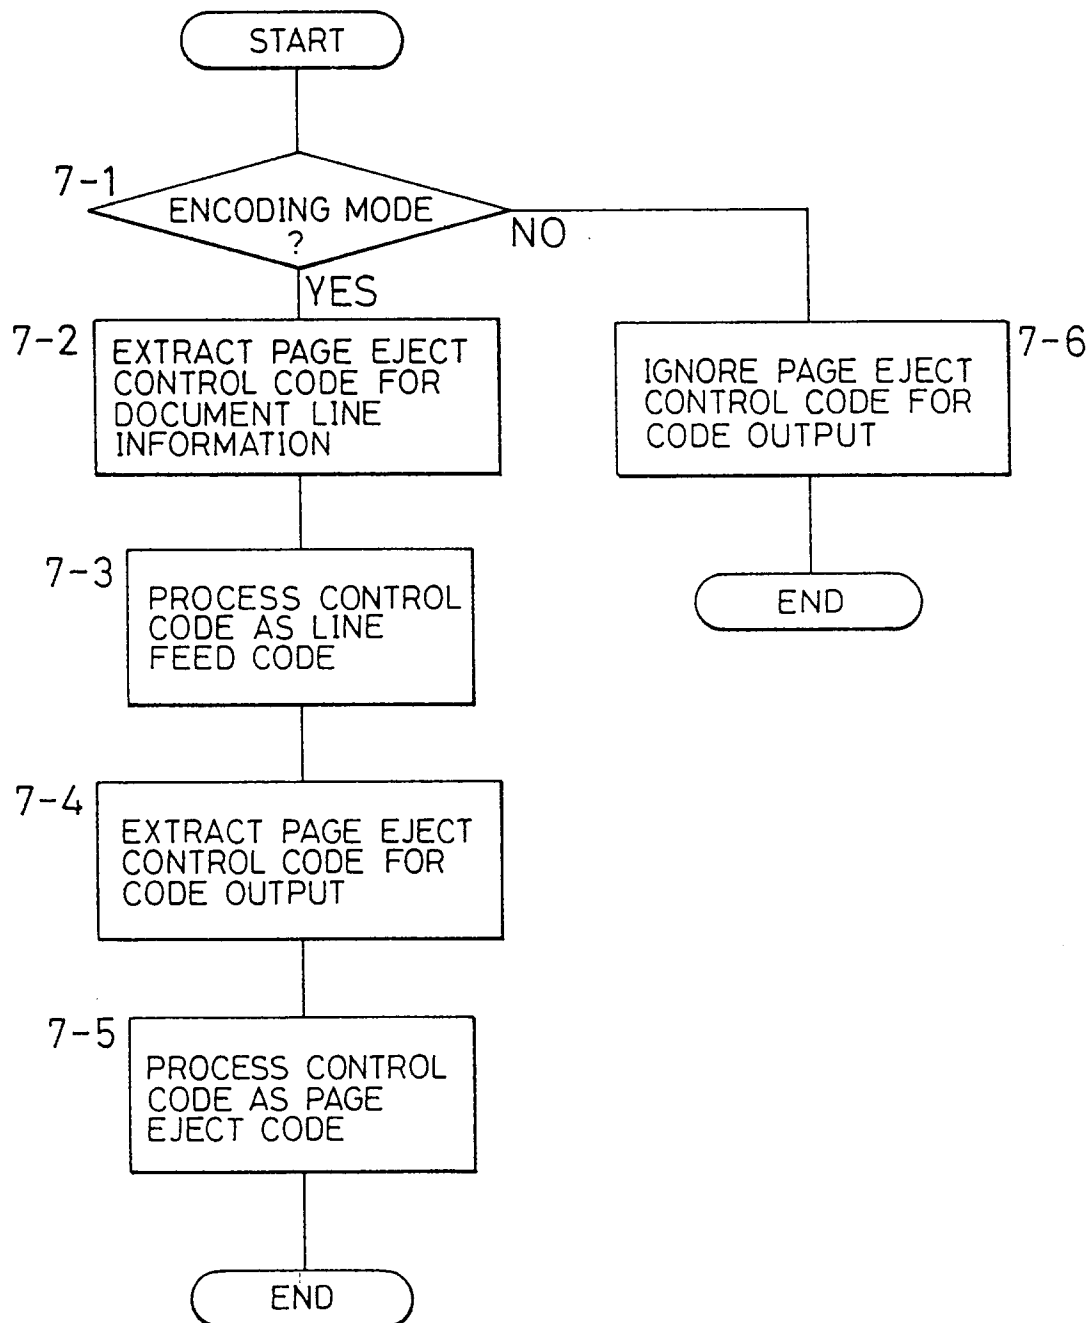 START
7-1
ENCODING MODE
?
NO
YES
7-2
EXTRACT PAGE EJECT
CONTROL CODE FOR
DOCUMENT LINE
INFORMATION
7-6
IGNORE PAGE EJECT
CONTROL CODE FOR
CODE OUTPUT
7-3
PROCESS CONTROL
CODE AS LINE
FEED CODE
END
7-4
EXTRACT PAGE EJECT
CONTROL CODE FOR
CODE OUTPUT
7-5
PROCESS CONTROL
CODE AS PAGE
EJECT CODE
END